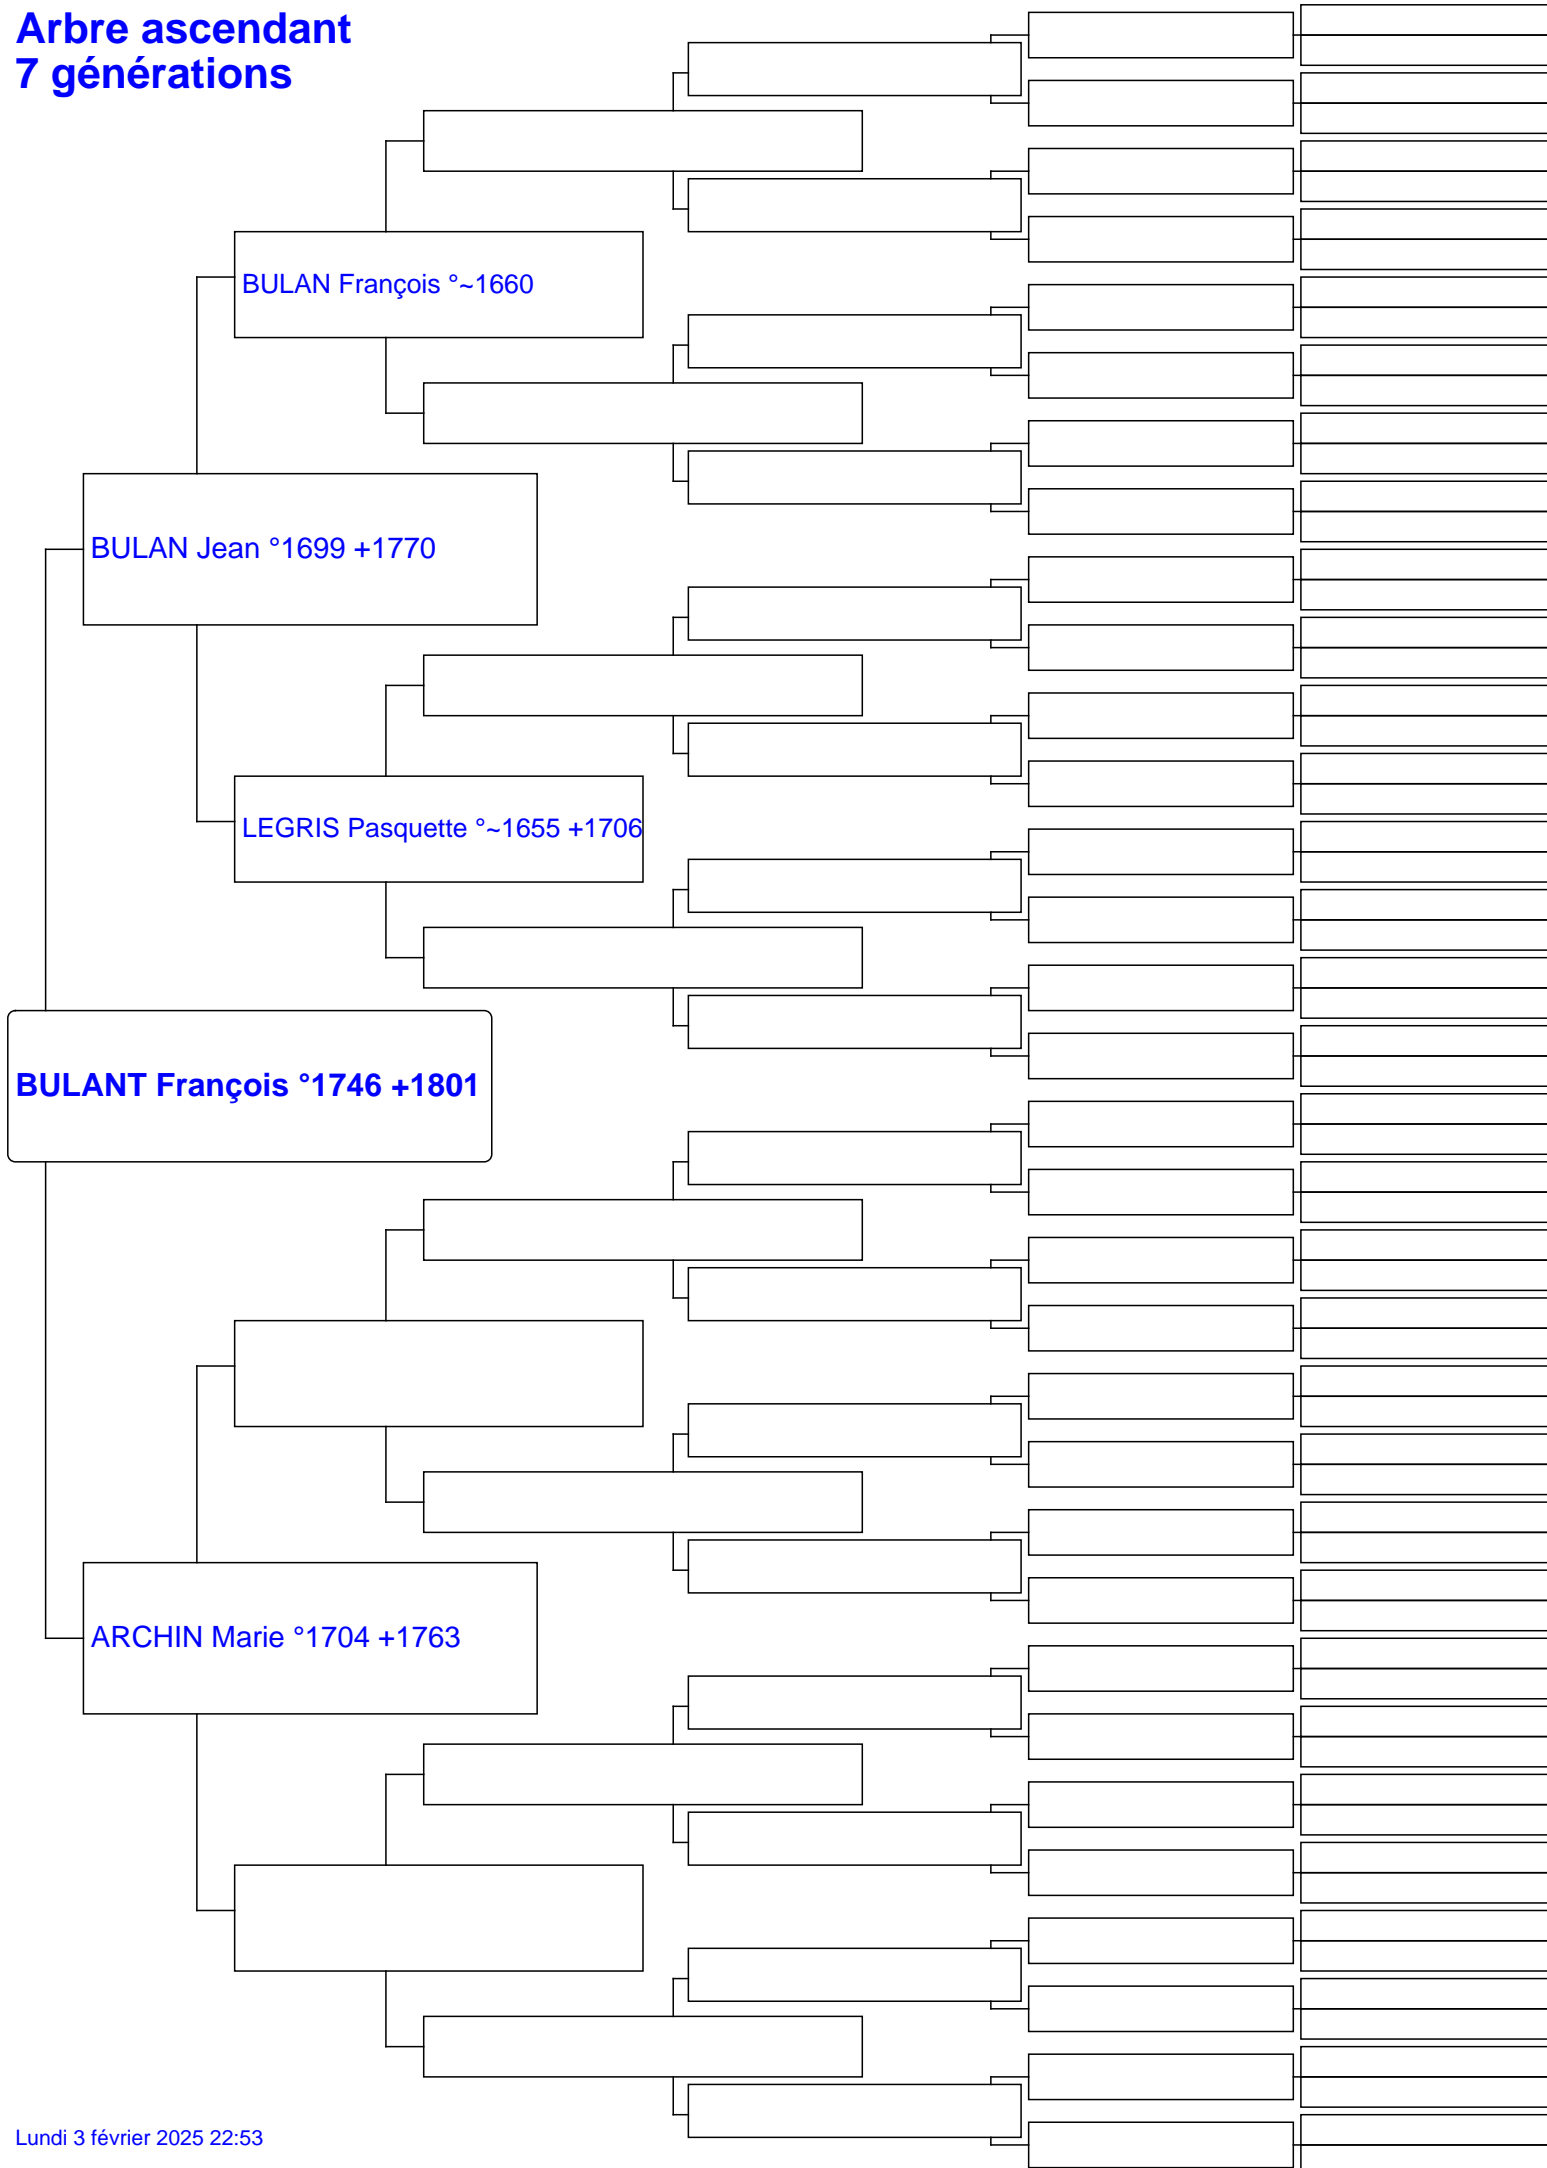 Arbre ascendant
7 générations
BULAN François °~1660
BULAN Jean °1699 +1770
LEGRIS Pasquette °~1655 +1706
BULANT François °1746 +1801
ARCHIN Marie °1704 +1763
Lundi 3 février 2025 22:53